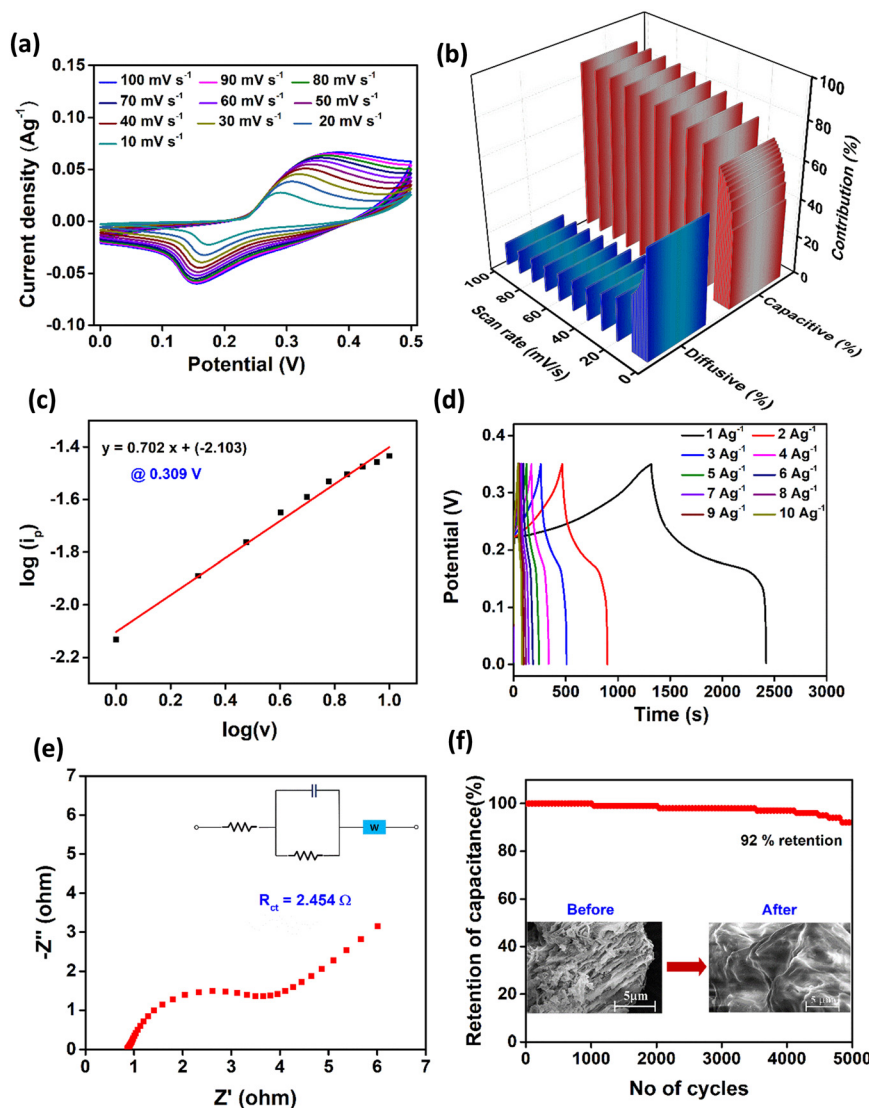 (a)
100 mV s⁻¹ 90 mV s⁻¹ 80 mV s⁻¹
70 mV s⁻¹ 60 mV s⁻¹ 50 mV s⁻¹
40 mV s⁻¹ 30 mV s⁻¹ 20 mV s⁻¹
10 mV s⁻¹
Current density (Ag⁻¹)
0.15
0.10
0.05
0.00
-0.05
-0.10
0.0 0.1 0.2 0.3 0.4 0.5
Potential (V)
(b)
100
80
60
40
20
0
Contribution (%)
Capacitive (%)
Diffusive (%)
100
80
60
40
20
0
Scan rate (mV/s)
(c)
y = 0.702 x + (-2.103)
@ 0.309 V
log (iₚ)
-1.4
-1.6
-1.8
-2.0
-2.2
0.0 0.2 0.4 0.6 0.8 1.0
log(v)
(d)
1 Ag⁻¹ 2 Ag⁻¹
3 Ag⁻¹ 4 Ag⁻¹
5 Ag⁻¹ 6 Ag⁻¹
7 Ag⁻¹ 8 Ag⁻¹
9 Ag⁻¹ 10 Ag⁻¹
Potential (V)
0.4
0.3
0.2
0.1
0.0
0 500 1000 1500 2000 2500 3000
Time (s)
(e)
W
R_ct = 2.454 Ω
-Z'' (ohm)
7
6
5
4
3
2
1
0
0 1 2 3 4 5 6 7
Z' (ohm)
(f)
92 % retention
Before
After
5μm
5 μm
Retention of capacitance(%)
100
80
60
40
20
0
0 1000 2000 3000 4000 5000
No of cycles